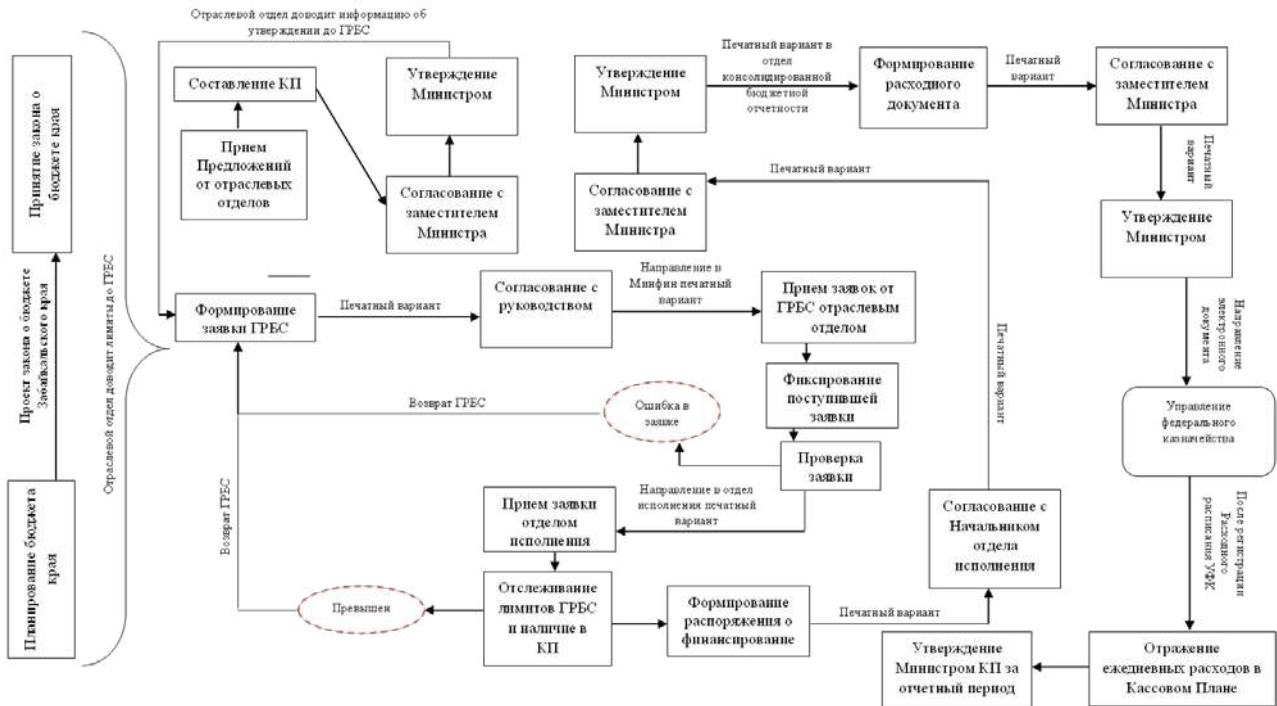 Отраслевой отдел доводит информацию об
утверждении до ГРБС
Принятие закона о
бюджете края
Проект закона о бюджете
Забайкальского края
Планирование бюджета
края
Отраслевой отдел доводит лимиты до ГРБС
Составление КП
Прием
Предложений
от отраслевых
отделов
Утверждение
Министром
Согласование с
заместителем
Министра
Утверждение
Министром
Согласование с
заместителем
Министра
Печатный вариант в
отдел
консолидированной
бюджетной
отчетности
Формирование
расходного
документа
Печатный
вариант
Согласование с
заместителем
Министра
Печатный
вариант
Утверждение
Министром
Направление
электронного
документа
Управление
федерального
казначейства
После регистрации
Расходного
расписания УФК
Отражение
ежедневных расходов в
Кассовом Плане
Утверждение
Министром КП за
отчетный период
Печатный вариант
Формирование
заявки ГРБС
Печатный вариант
Согласование с
руководством
Направление в
Минфин печатный
вариант
Прием заявок от
ГРБС отраслевым
отделом
Фиксирование
поступившей
заявки
Проверка
заявки
Ошибка в
заявке
Возврат ГРБС
Направление в отдел
исполнения печатный
вариант
Прием заявки
отделом
исполнения
Отслеживание
лимитов ГРБС
и наличие в
КП
Превышен
Возврат ГРБС
Формирование
распоряжения о
финансирование
Печатный вариант
Согласование с
Начальником
отдела
исполнения
Печатный вариант